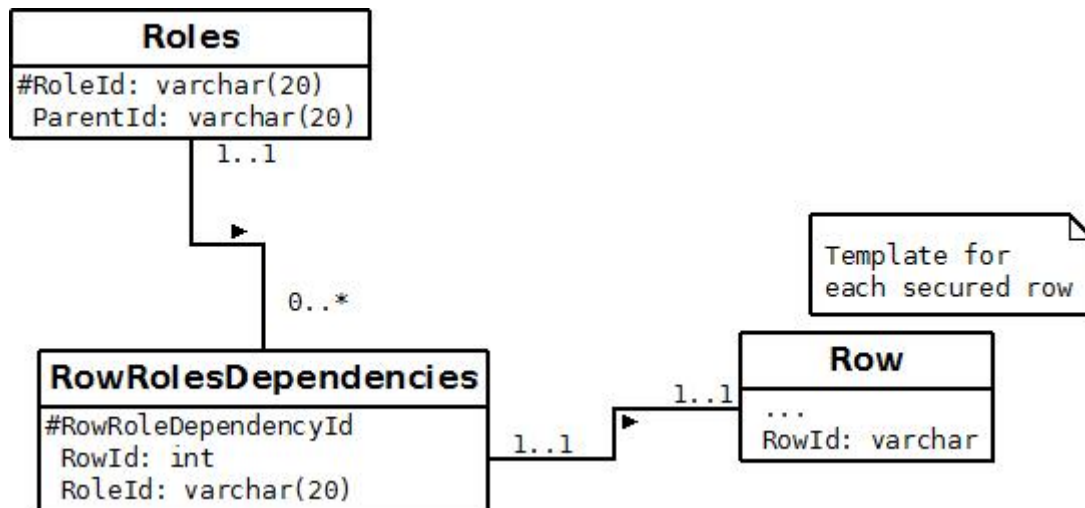 Roles
#RoleId: varchar(20)
ParentId: varchar(20)
1..1
0..*
Template for
each secured row
RowRolesDependencies
#RowRoleDependencyId
RowId: int
RoleId: varchar(20)
1..1
1..1
Row
...
RowId: varchar